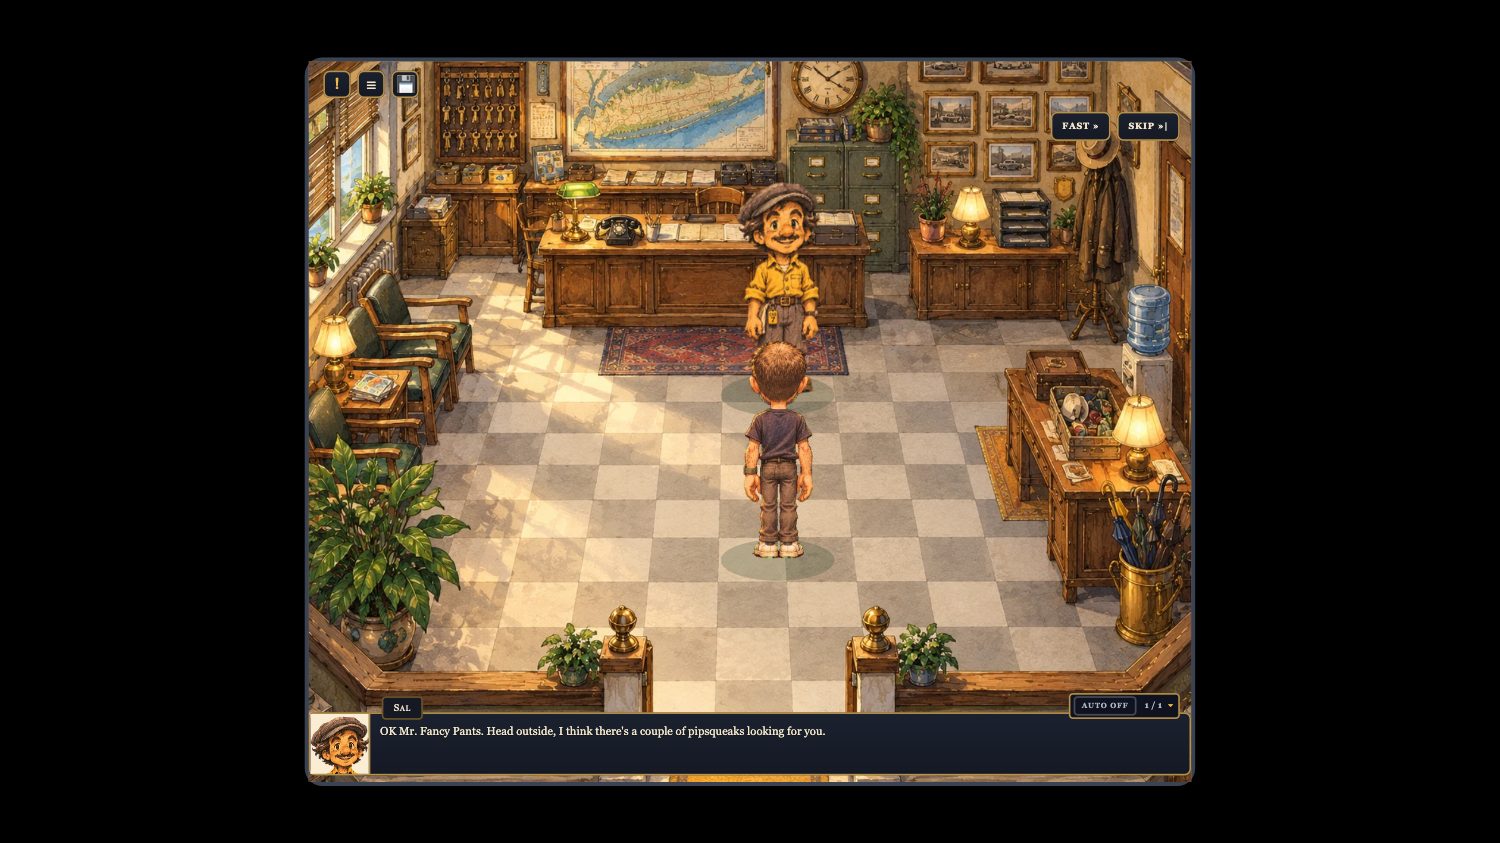 !
FAST »
SKIP »|
SAL
AUTO OFF 1 / 1
OK Mr. Fancy Pants. Head outside, I think there's a couple of pipsqueaks looking for you.